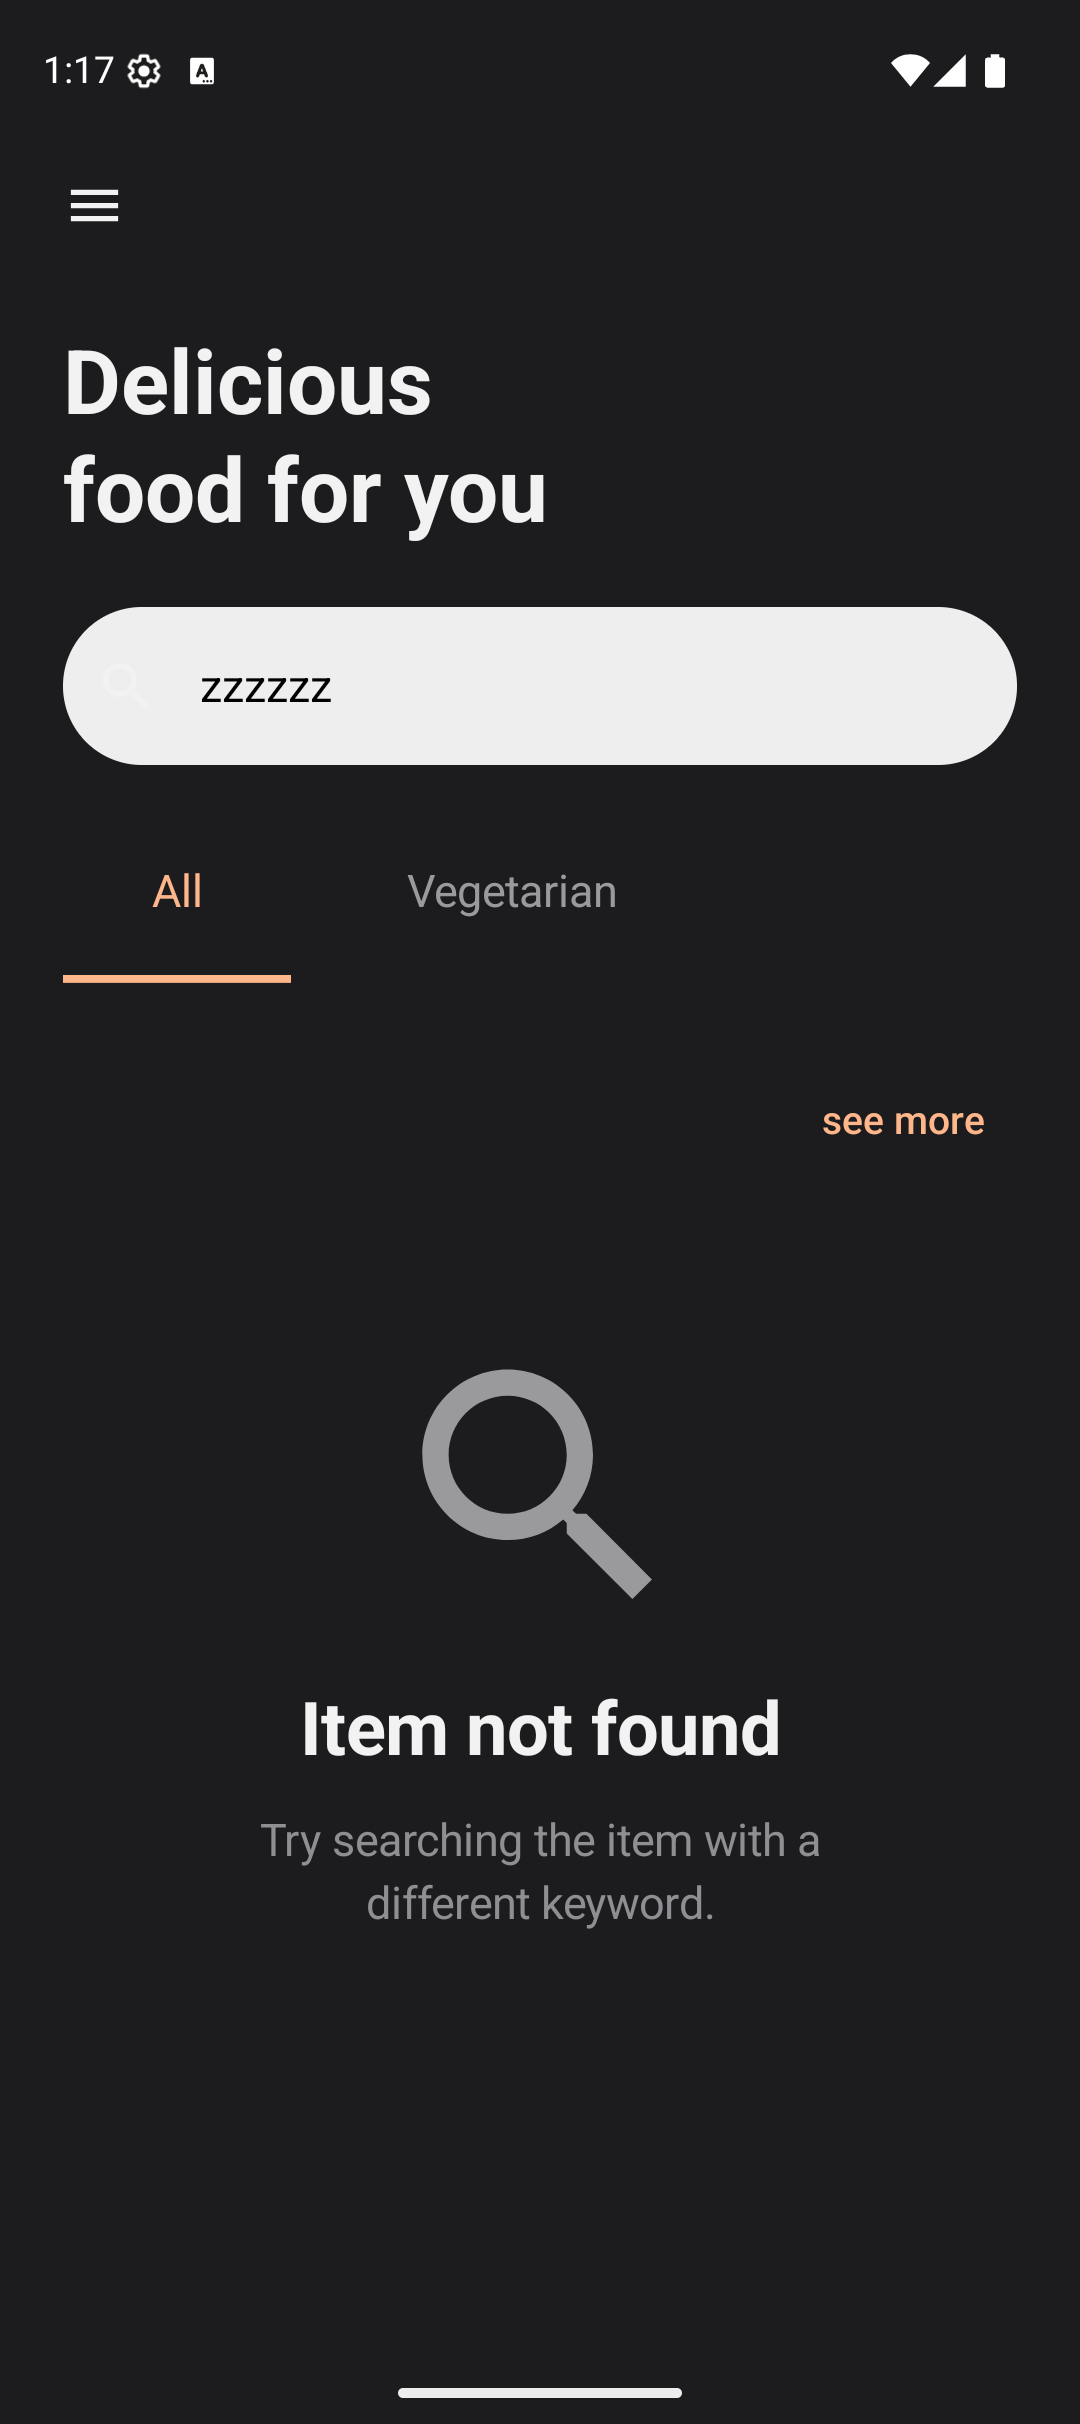 1:17
Delicious
food for you
zzzzzz
All
Vegetarian
see more
Item not found
Try searching the item with a
different keyword.